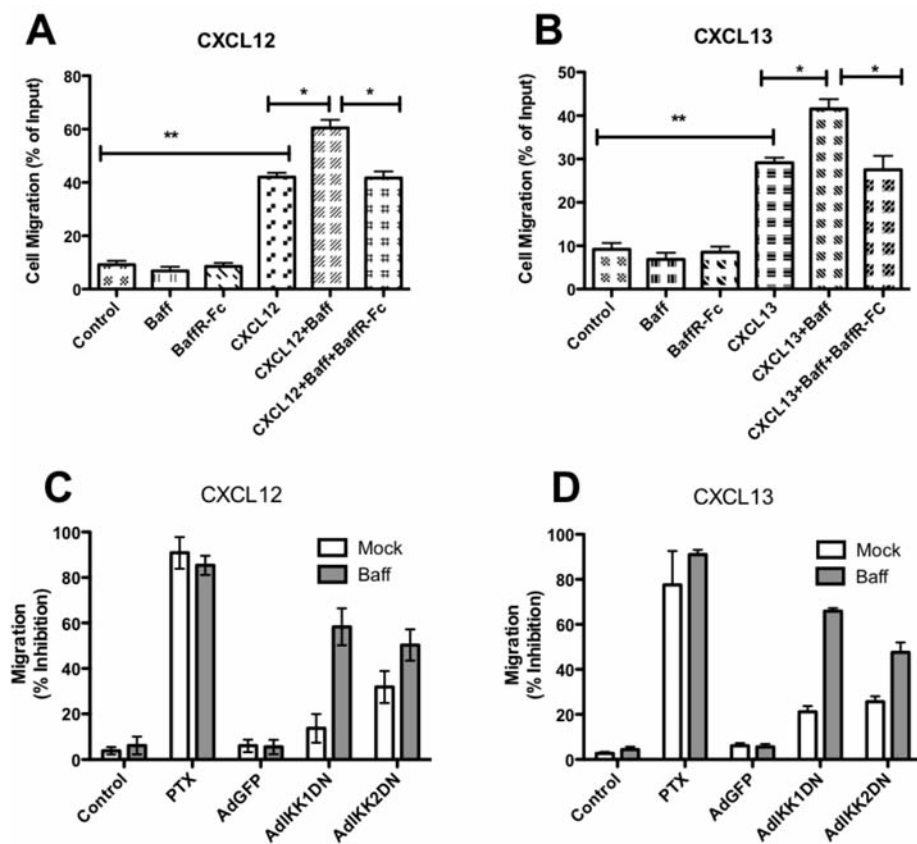 A
CXCL12
Cell Migration (% of Input)
80
60
40
20
0
**
*
*
Control
Baff
BaffR-Fc
CXCL12
CXCL12+Baff
CXCL12+Baff+BaffR-Fc
B
CXCL13
Cell Migration (% of Input)
50
40
30
20
10
0
**
*
*
Control
Baff
BaffR-Fc
CXCL13
CXCL13+Baff
CXCL13+Baff+BaffR-FC
C
CXCL12
Migration
(% Inhibition)
100
80
60
40
20
0
Mock
Baff
Control
PTX
AdGFP
AdIKK1DN
AdIKK2DN
D
CXCL13
Migration
(% Inhibition)
100
80
60
40
20
0
Mock
Baff
Control
PTX
AdGFP
AdIKK1DN
AdIKK2DN